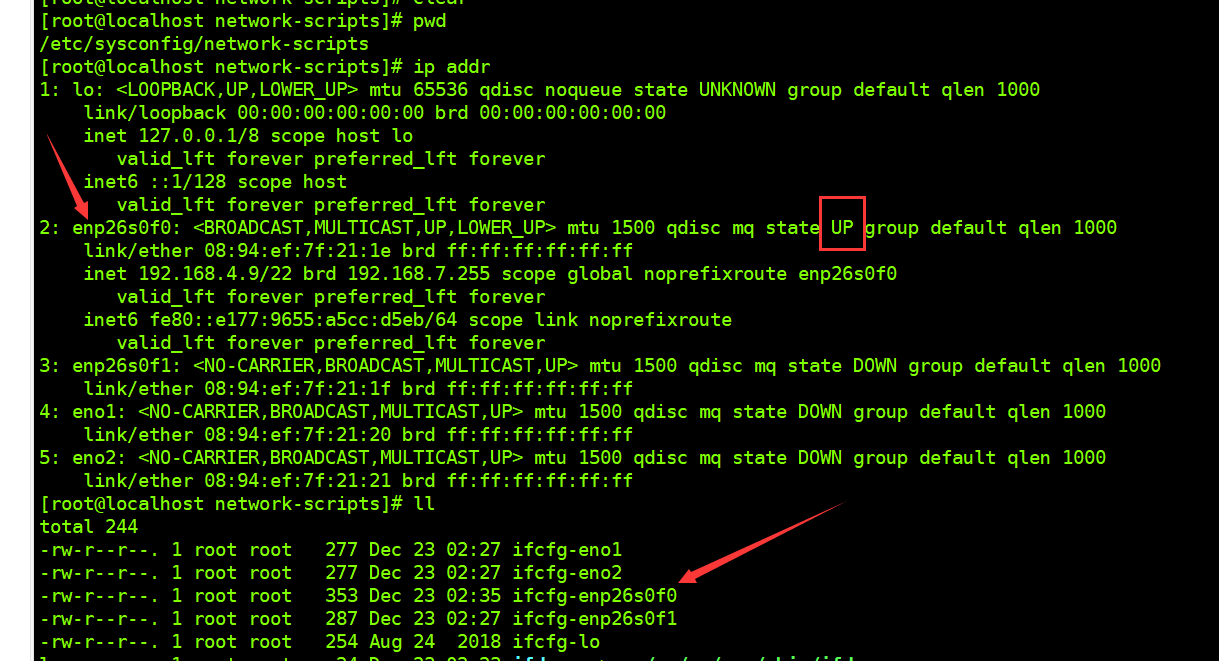 [root@localhost network-scripts]# clear
[root@localhost network-scripts]# pwd
/etc/sysconfig/network-scripts
[root@localhost network-scripts]# ip addr
1: lo: <LOOPBACK,UP,LOWER_UP> mtu 65536 qdisc noqueue state UNKNOWN group default qlen 1000
    link/loopback 00:00:00:00:00:00 brd 00:00:00:00:00:00
    inet 127.0.0.1/8 scope host lo
       valid_lft forever preferred_lft forever
    inet6 ::1/128 scope host
       valid_lft forever preferred_lft forever
2: enp26s0f0: <BROADCAST,MULTICAST,UP,LOWER_UP> mtu 1500 qdisc mq state UP group default qlen 1000
    link/ether 08:94:ef:7f:21:1e brd ff:ff:ff:ff:ff:ff
    inet 192.168.4.9/22 brd 192.168.7.255 scope global noprefixroute enp26s0f0
       valid_lft forever preferred_lft forever
    inet6 fe80::e177:9655:a5cc:d5eb/64 scope link noprefixroute
       valid_lft forever preferred_lft forever
3: enp26s0f1: <NO-CARRIER,BROADCAST,MULTICAST,UP> mtu 1500 qdisc mq state DOWN group default qlen 1000
    link/ether 08:94:ef:7f:21:1f brd ff:ff:ff:ff:ff:ff
4: eno1: <NO-CARRIER,BROADCAST,MULTICAST,UP> mtu 1500 qdisc mq state DOWN group default qlen 1000
    link/ether 08:94:ef:7f:21:20 brd ff:ff:ff:ff:ff:ff
5: eno2: <NO-CARRIER,BROADCAST,MULTICAST,UP> mtu 1500 qdisc mq state DOWN group default qlen 1000
    link/ether 08:94:ef:7f:21:21 brd ff:ff:ff:ff:ff:ff
[root@localhost network-scripts]# ll
total 244
-rw-r--r--. 1 root root   277 Dec 23 02:27 ifcfg-eno1
-rw-r--r--. 1 root root   277 Dec 23 02:27 ifcfg-eno2
-rw-r--r--. 1 root root   353 Dec 23 02:35 ifcfg-enp26s0f0
-rw-r--r--. 1 root root   287 Dec 23 02:27 ifcfg-enp26s0f1
-rw-r--r--. 1 root root   254 Aug 24  2018 ifcfg-lo